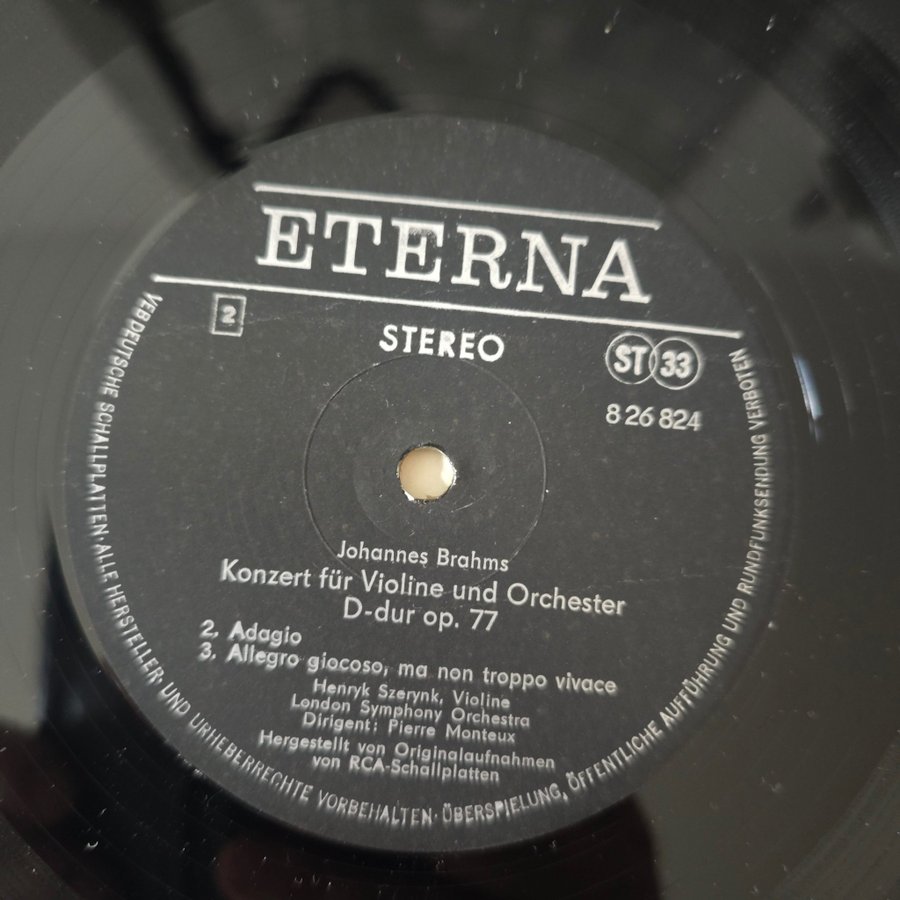 ETERNA
2
STEREO
ST 33
8 26 824
Johannes Brahms
Konzert für Violine und Orchester
D-dur op. 77
2. Adagio
3. Allegro giocoso, ma non troppo vivace
Henryk Szerynk, Violine
London Symphony Orchestra
Dirigent: Pierre Monteux
Hergestellt von Originalaufnahmen
von RCA-Schallplatten
VEB DEUTSCHE SCHALLPLATTEN · ALLE HERSTELLER- UND URHEBERRECHTE VORBEHALTEN · ÜBERSPIELUNG, ÖFFENTLICHE AUFFÜHRUNG UND RUNDFUNKSENDUNG VERBOTEN